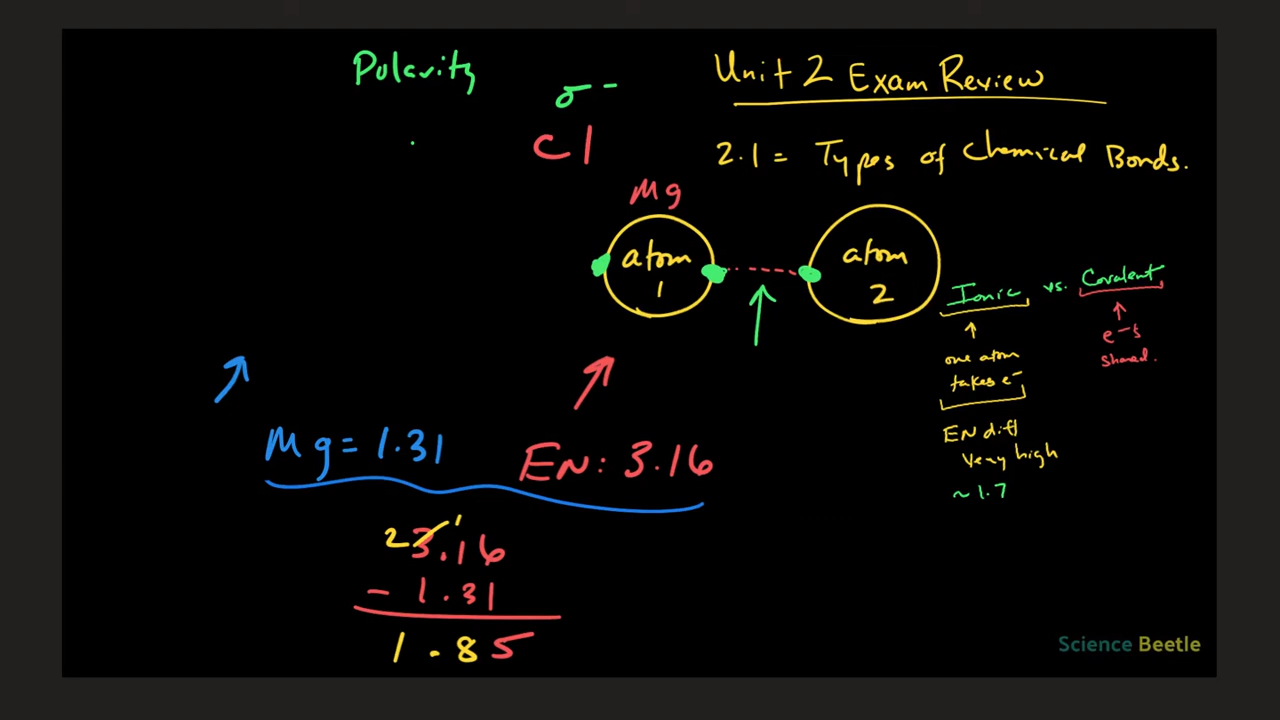 Polarity
Unit 2 Exam Review
2.1 = Types of Chemical Bonds.
σ -
Cl
Mg
atom
1
atom
2
Ionic vs. Covalent
one atom
takes e⁻
e⁻s
shared.
EN diff
very high
~ 1.7
Mg = 1.31
EN: 3.16
2 1
3.16
- 1.31
1.85
Science Beetle